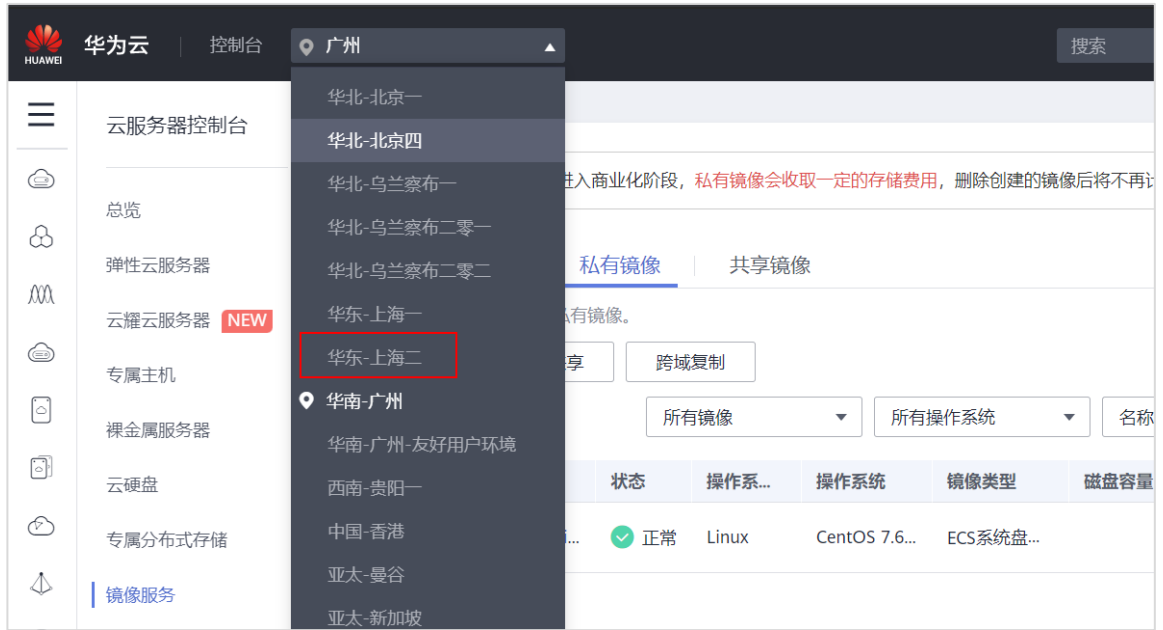 HUAWEI
华为云
控制台
广州
搜索
华北-北京一
华北-北京四
华北-乌兰察布一
华北-乌兰察布二零一
华北-乌兰察布二零二
华东-上海一
华东-上海二
华南-广州
华南-广州-友好用户环境
西南-贵阳一
中国-香港
亚太-曼谷
亚太-新加坡
云服务器控制台
总览
弹性云服务器
云耀云服务器 NEW
专属主机
裸金属服务器
云硬盘
专属分布式存储
镜像服务
进入商业化阶段，私有镜像会收取一定的存储费用，删除创建的镜像后将不再计
私有镜像 共享镜像
私有镜像。
享 跨域复制
所有镜像 所有操作系统 名称
状态 操作系... 操作系统 镜像类型 磁盘容量
i... 正常 Linux CentOS 7.6... ECS系统盘...